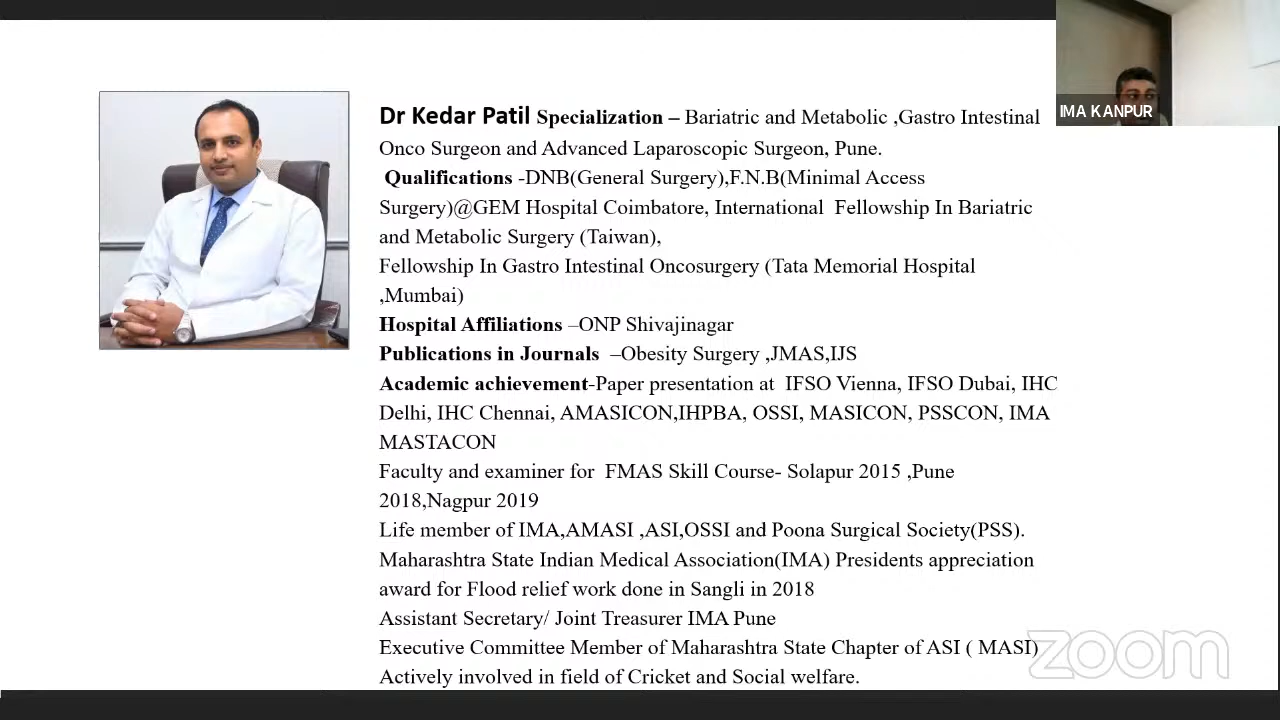 IMA KANPUR
Dr Kedar Patil Specialization – Bariatric and Metabolic ,Gastro Intestinal
Onco Surgeon and Advanced Laparoscopic Surgeon, Pune.
Qualifications -DNB(General Surgery),F.N.B(Minimal Access
Surgery)@GEM Hospital Coimbatore, International Fellowship In Bariatric
and Metabolic Surgery (Taiwan),
Fellowship In Gastro Intestinal Oncosurgery (Tata Memorial Hospital
,Mumbai)
Hospital Affiliations –ONP Shivajinagar
Publications in Journals –Obesity Surgery ,JMAS,IJS
Academic achievement-Paper presentation at IFSO Vienna, IFSO Dubai, IHC
Delhi, IHC Chennai, AMASICON,IHPBA, OSSI, MASICON, PSSCON, IMA
MASTACON
Faculty and examiner for FMAS Skill Course- Solapur 2015 ,Pune
2018,Nagpur 2019
Life member of IMA,AMASI ,ASI,OSSI and Poona Surgical Society(PSS).
Maharashtra State Indian Medical Association(IMA) Presidents appreciation
award for Flood relief work done in Sangli in 2018
Assistant Secretary/ Joint Treasurer IMA Pune
Executive Committee Member of Maharashtra State Chapter of ASI ( MASI)
Actively involved in field of Cricket and Social welfare.
zoom